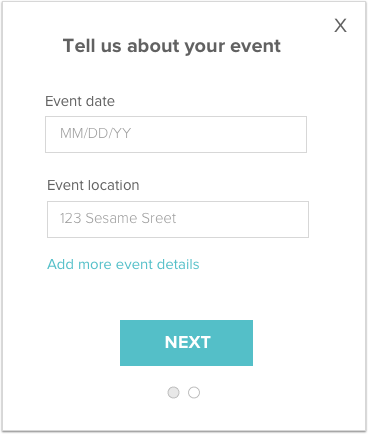 X
Tell us about your event
Event date
MM/DD/YY
Event location
123 Sesame Sreet
Add more event details
NEXT